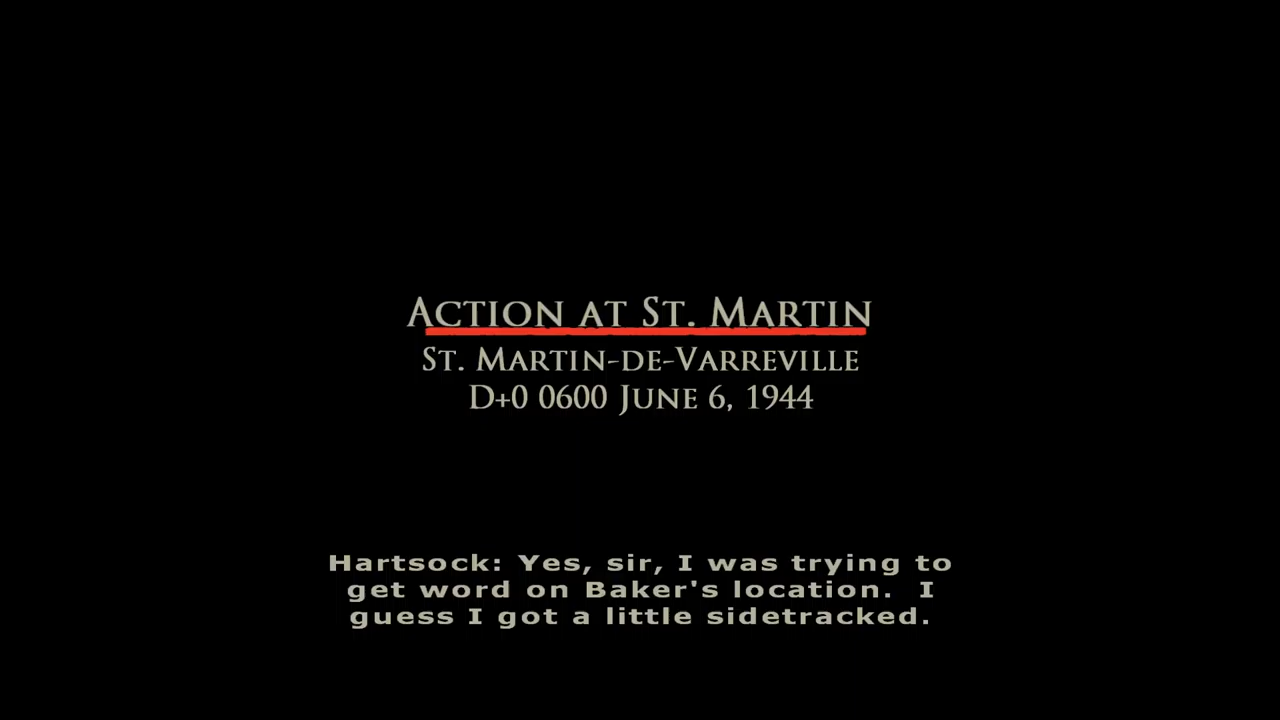 Action at St. Martin
St. Martin-de-Varreville
D+0 0600 June 6, 1944
Hartsock: Yes, sir, I was trying to
get word on Baker's location.  I
guess I got a little sidetracked.